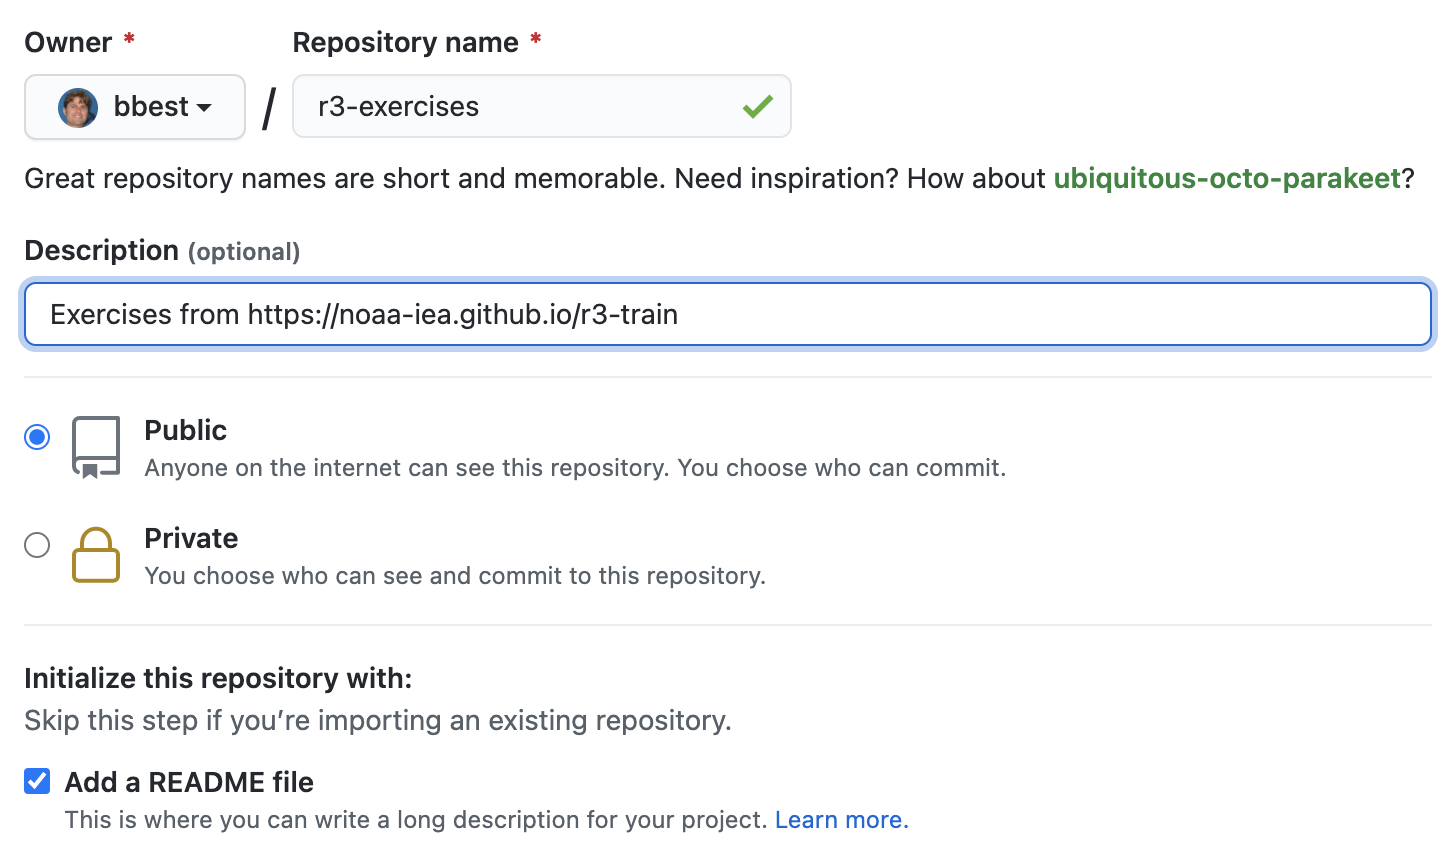 Owner * Repository name *
bbest / r3-exercises
Great repository names are short and memorable. Need inspiration? How about ubiquitous-octo-parakeet?
Description (optional)
Exercises from https://noaa-iea.github.io/r3-train
Public
Anyone on the internet can see this repository. You choose who can commit.
Private
You choose who can see and commit to this repository.
Initialize this repository with:
Skip this step if you’re importing an existing repository.
Add a README file
This is where you can write a long description for your project. Learn more.